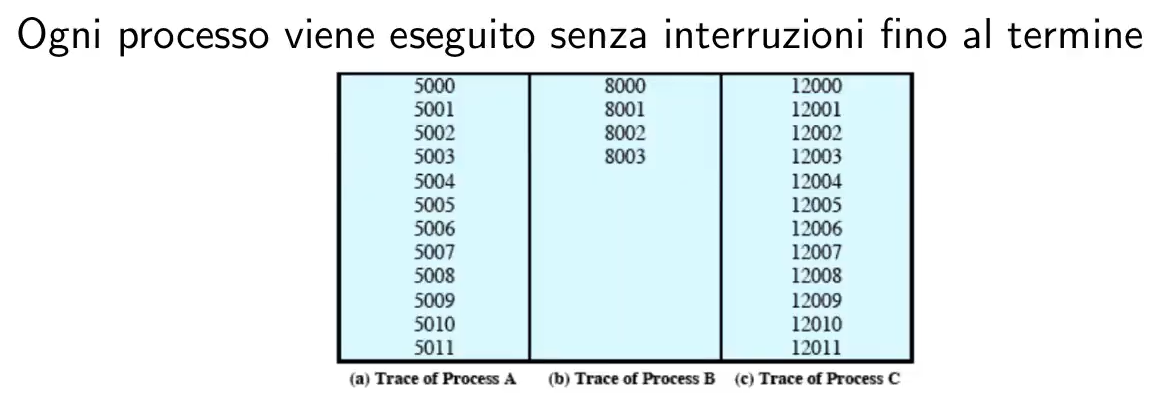 Ogni processo viene eseguito senza interruzioni fino al termine
5000 8000 12000
5001 8001 12001
5002 8002 12002
5003 8003 12003
5004 12004
5005 12005
5006 12006
5007 12007
5008 12008
5009 12009
5010 12010
5011 12011
(a) Trace of Process A (b) Trace of Process B (c) Trace of Process C